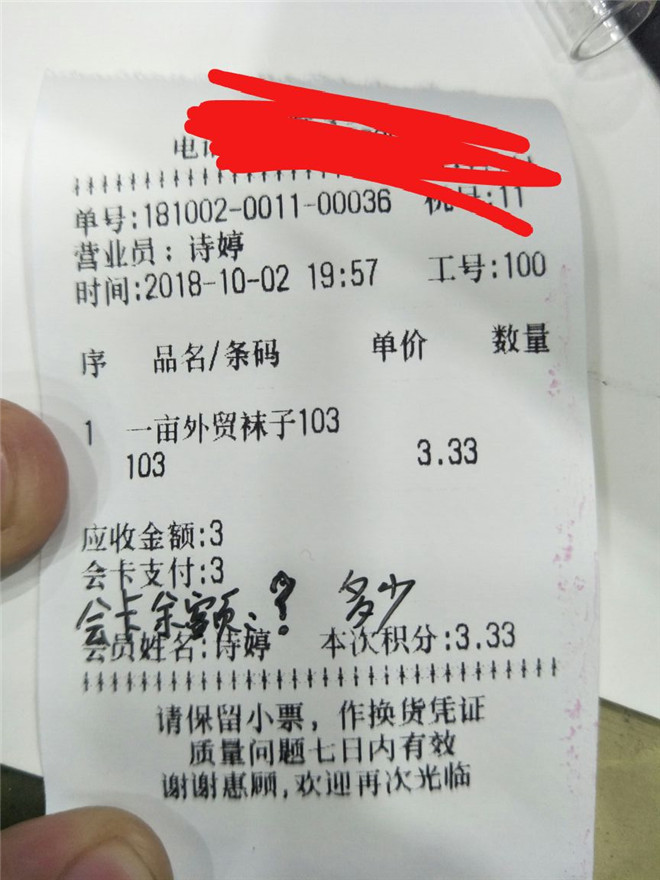 电
单号:181002-0011-00036 机号:11
营业员：诗婷
时间:2018-10-02 19:57 工号:100
序 品名/条码 单价 数量
1 一亩外贸袜子103
103 3.33
应收金额:3
会卡支付:3
会卡余额:? 多少
会员姓名:诗婷 本次积分:3.33
请保留小票，作换货凭证
质量问题七日内有效
谢谢惠顾,欢迎再次光临